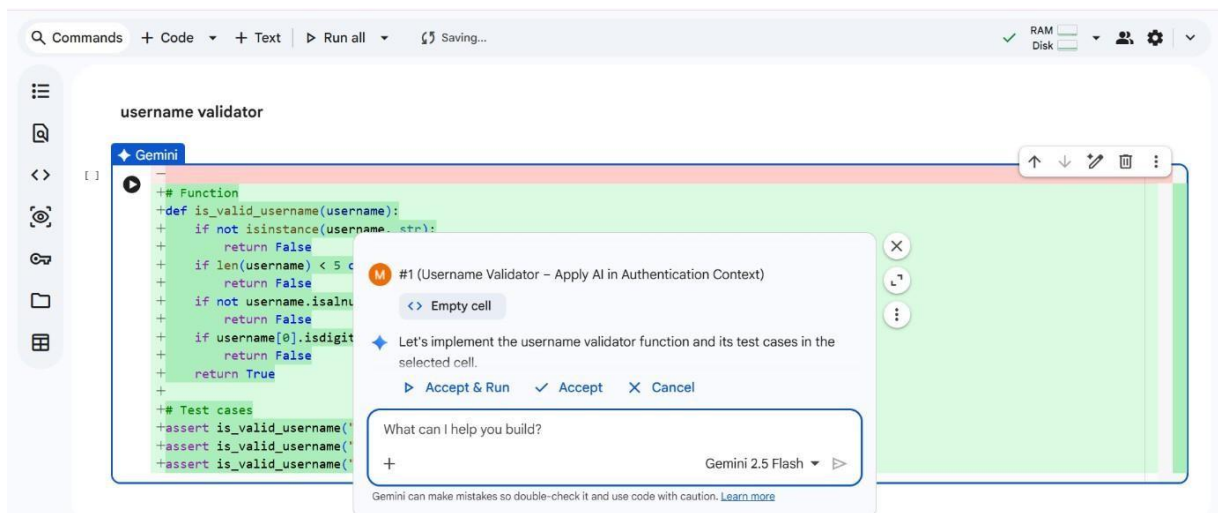 Commands + Code + Text Run all Saving...
RAM
Disk
username validator
Gemini
[ ]
-
+# Function
+def is_valid_username(username):
+    if not isinstance(username, str):
+        return False
+    if len(username) < 5
+        return False
+    if not username.isalnu
+        return False
+    if username[0].isdigit
+        return False
+    return True
+
+# Test cases
+assert is_valid_username('
+assert is_valid_username('
+assert is_valid_username('
M #1 (Username Validator – Apply AI in Authentication Context)
<> Empty cell
Let's implement the username validator function and its test cases in the
selected cell.
Accept & Run Accept Cancel
What can I help you build?
+ Gemini 2.5 Flash
Gemini can make mistakes so double-check it and use code with caution. Learn more